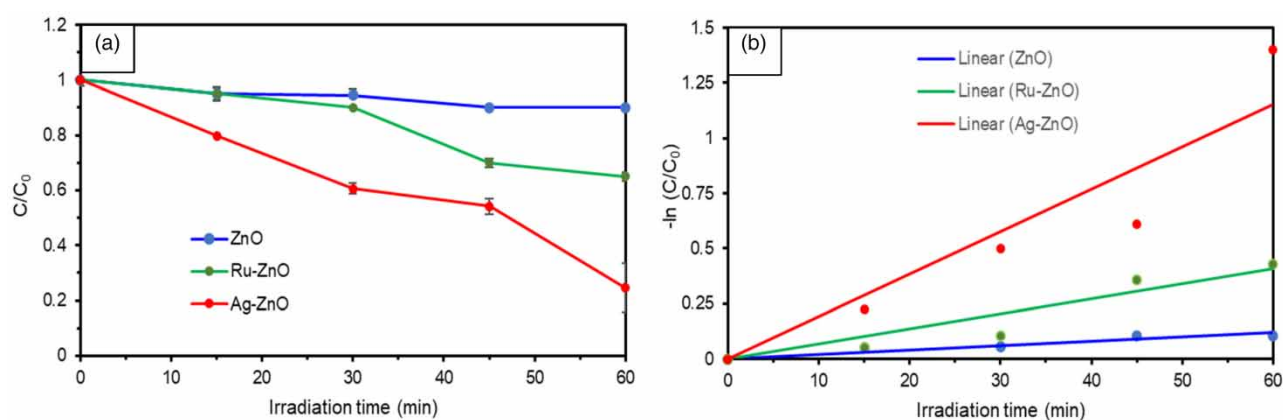 (a)
1.2
1
0.8
0.6
0.4
0.2
0
C/C0
ZnO
Ru-ZnO
Ag-ZnO
0 10 20 30 40 50 60
Irradiation time (min)
(b)
1.5
1.25
1
0.75
0.5
0.25
0
-ln (C/C0)
Linear (ZnO)
Linear (Ru-ZnO)
Linear (Ag-ZnO)
0 10 20 30 40 50 60
Irradiation time (min)